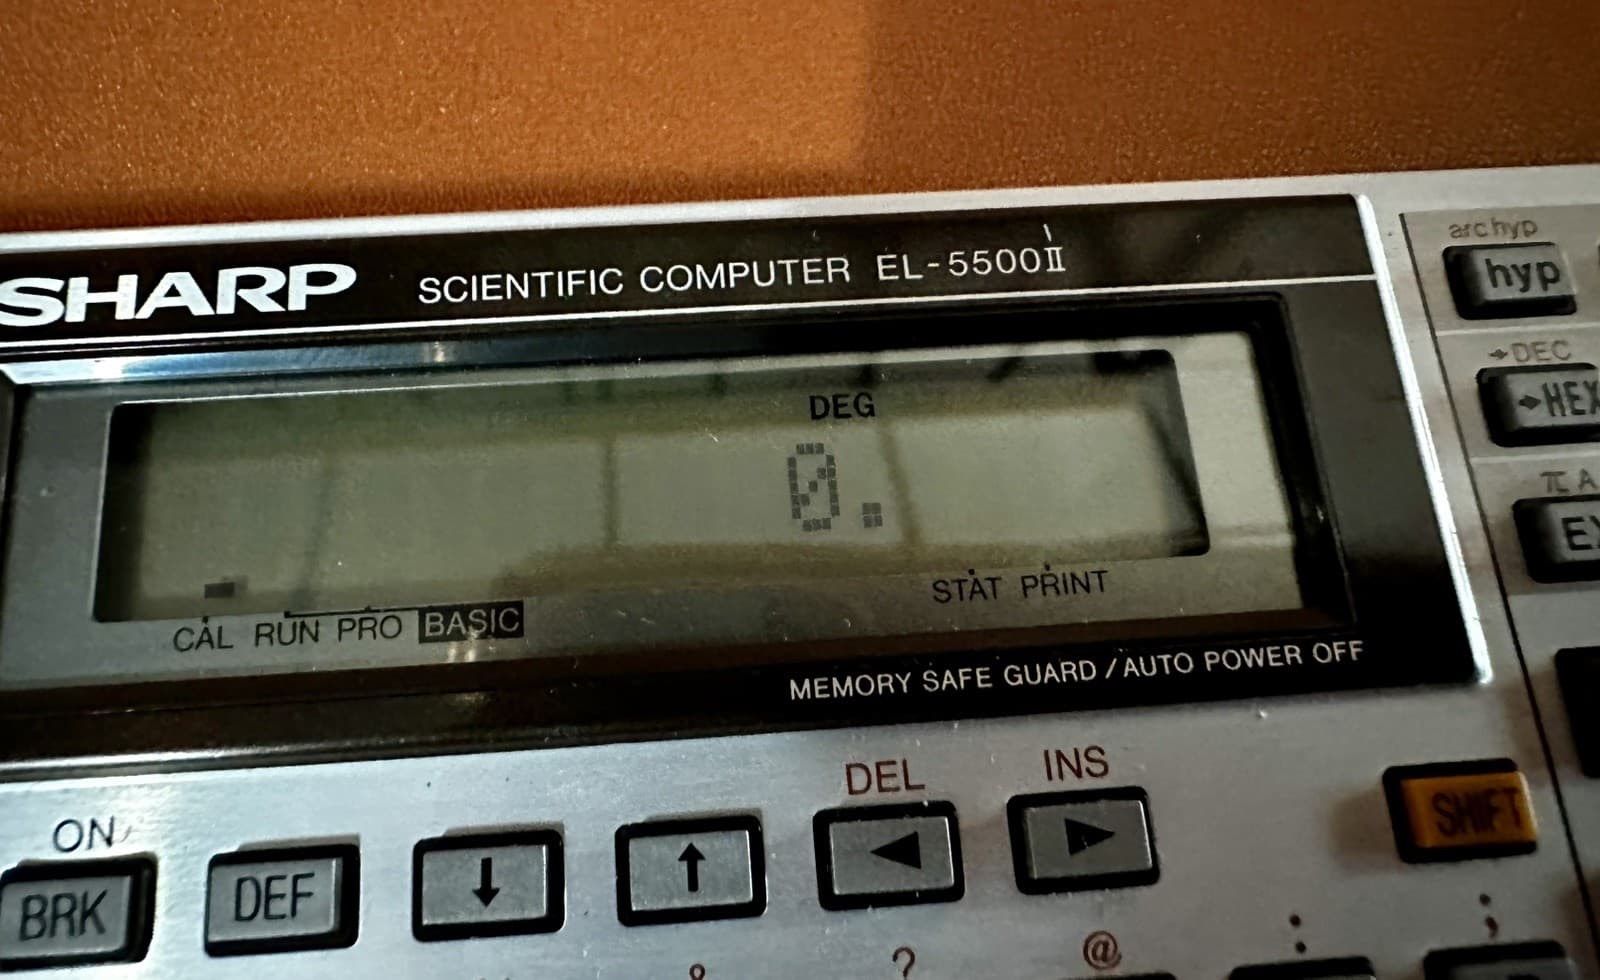 SHARP SCIENTIFIC COMPUTER EL-5500II
arc hyp
hyp
DEG
→DEC
→HEX
0.
π A
STAT PRINT
CAL RUN PRO BASIC
MEMORY SAFE GUARD / AUTO POWER OFF
DEL INS
ON
SHIFT
BRK DEF ↓ ↑ ◀ ▶
? @ : ;